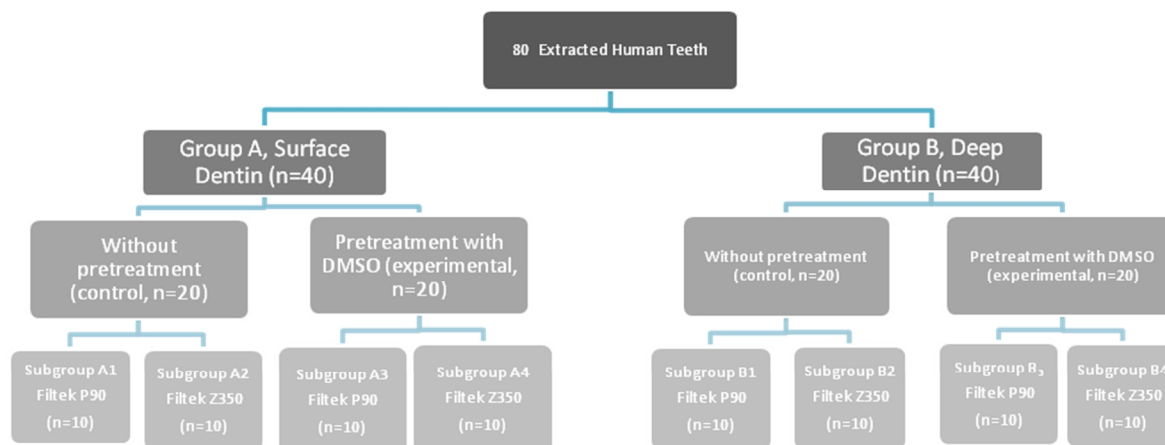 80 Extracted Human Teeth
Group A, Surface
Dentin (n=40)
Group B, Deep
Dentin (n=40)
Without
pretreatment
(control, n=20)
Pretreatment with
DMSO (experimental,
n=20)
Without pretreatment
(control, n=20)
Pretreatment with DMSO
(experimental, n=20)
Subgroup A1
Filtek P90
(n=10)
Subgroup A2
Filtek Z350
(n=10)
Subgroup A3
Filtek P90
(n=10)
Subgroup A4
Filtek Z350
(n=10)
Subgroup B1
Filtek P90
(n=10)
Subgroup B2
Filtek Z350
(n=10)
Subgroup B₃
Filtek P90
(n=10)
Subgroup B4
Filtek Z350
(n=10)